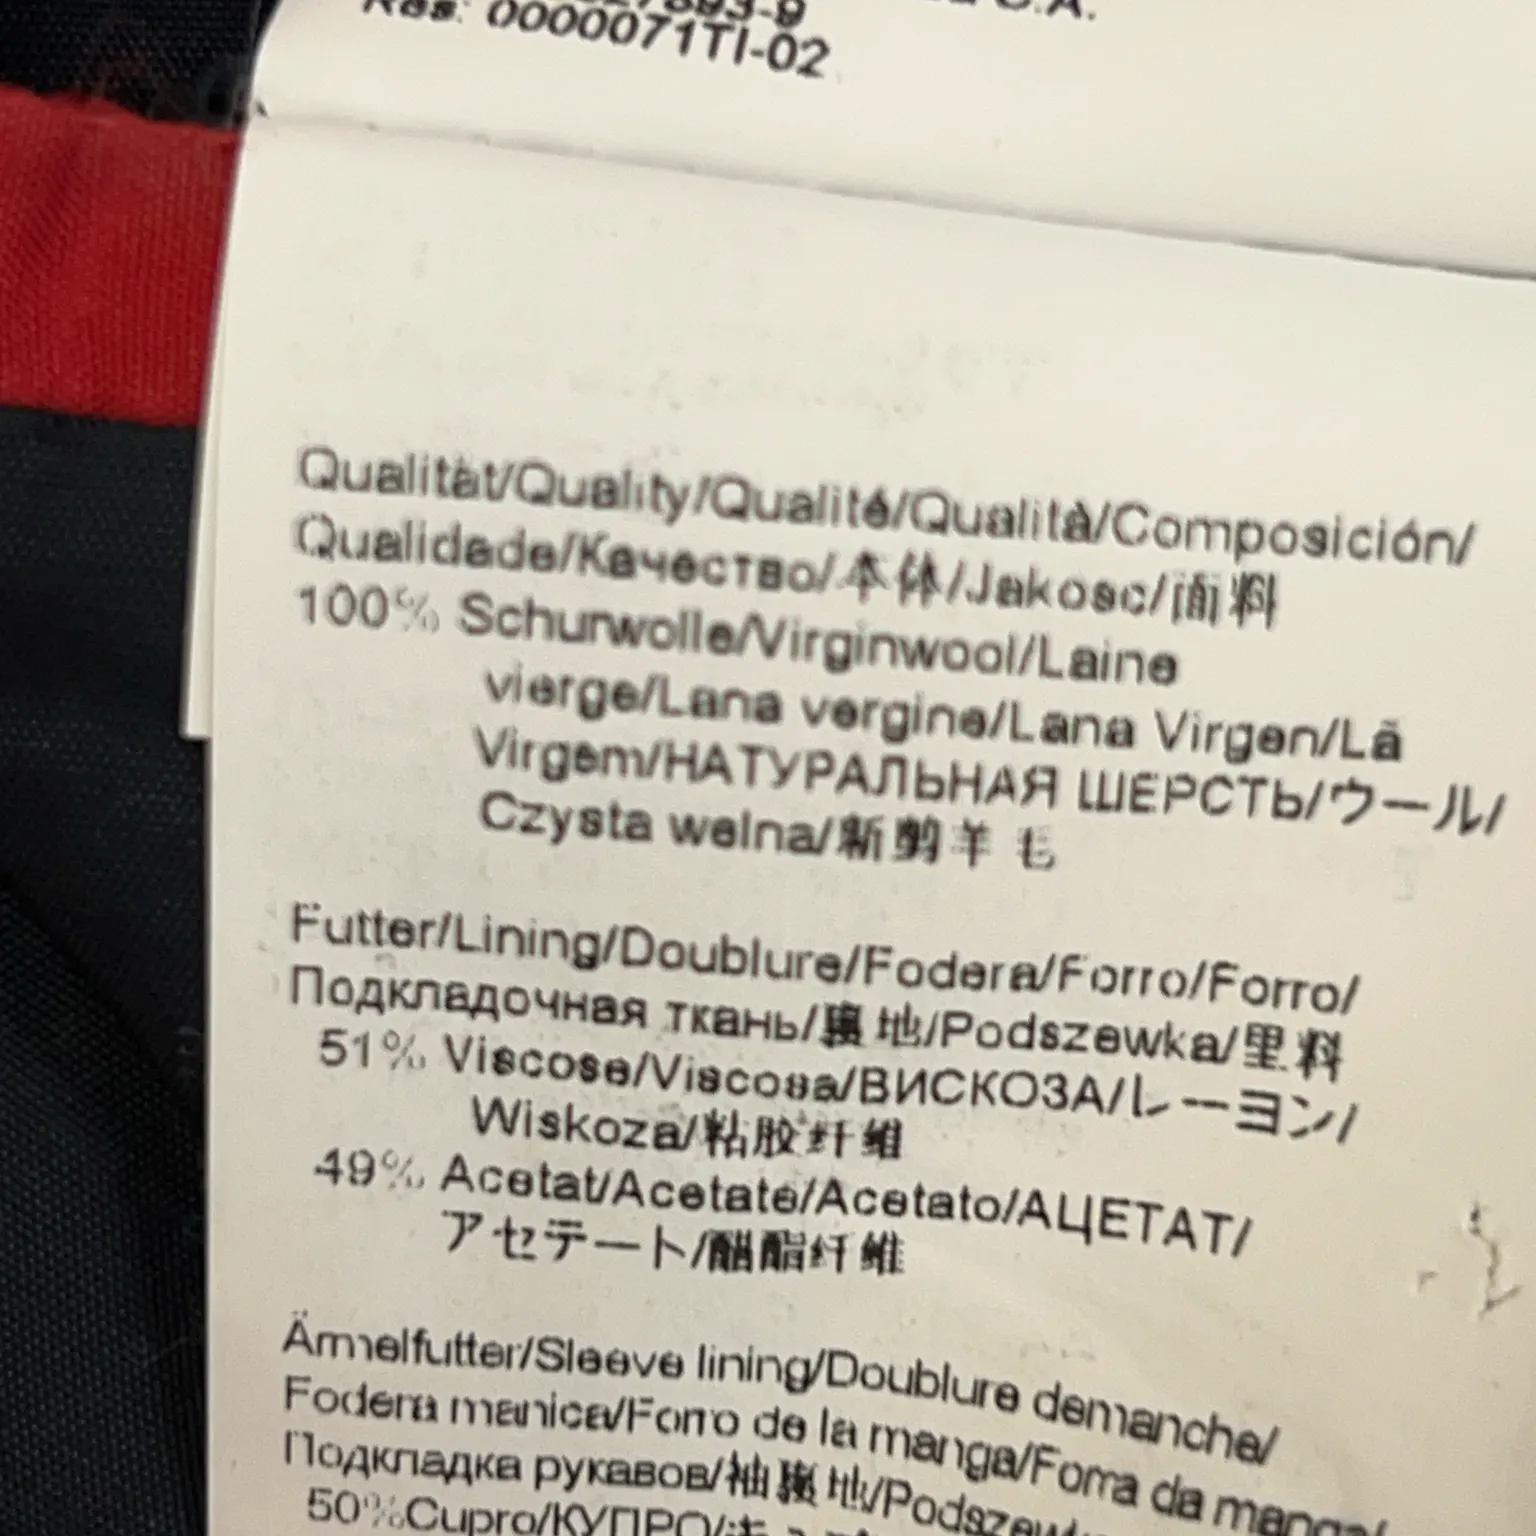 0000071TI-02
Qualität/Quality/Qualité/Qualità/Composición/
Qualidade/Качество/本体/Jakosc/面料
100% Schurwolle/Virginwool/Laine
vierge/Lana vergine/Lana Virgen/Lã
Virgem/НАТУРАЛЬНАЯ ШЕРСТЬ/ウール/
Czysta welna/新剪羊毛
Futter/Lining/Doublure/Fodera/Forro/Forro/
Подкладочная ткань/裏地/Podszewka/里料
51% Viscose/Viscosa/ВИСКОЗА/レーヨン/
Wiskoza/粘胶纤维
49% Acetat/Acetate/Acetato/АЦЕТАТ/
アセテート/醋酯纤维
Ärmelfutter/Sleeve lining/Doublure demanche/
Fodera manica/Forro de la manga/Forra da manga/
Подкладка рукавов/袖裏地/
50%Cupro/КУПРО/